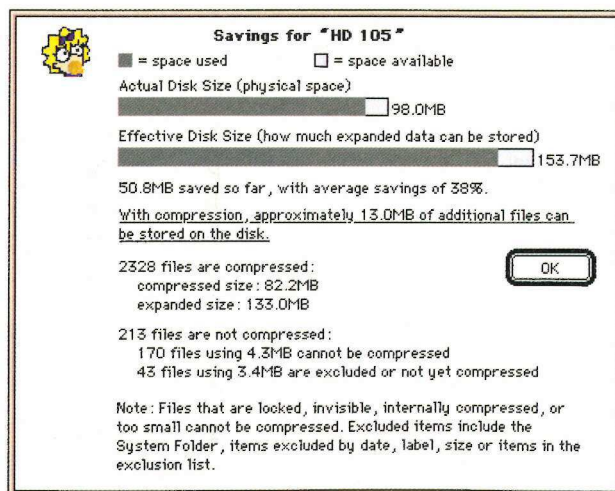 Savings for "HD 105"
= space used = space available
Actual Disk Size (physical space)
98.0MB
Effective Disk Size (how much expanded data can be stored)
153.7MB
50.8MB saved so far, with average savings of 38%.
With compression, approximately 13.0MB of additional files can
be stored on the disk.
2328 files are compressed:
compressed size: 82.2MB
expanded size: 133.0MB
OK
213 files are not compressed:
170 files using 4.3MB cannot be compressed
43 files using 3.4MB are excluded or not yet compressed
Note: Files that are locked, invisible, internally compressed, or
too small cannot be compressed. Excluded items include the
System Folder, items excluded by date, label, size or items in the
exclusion list.